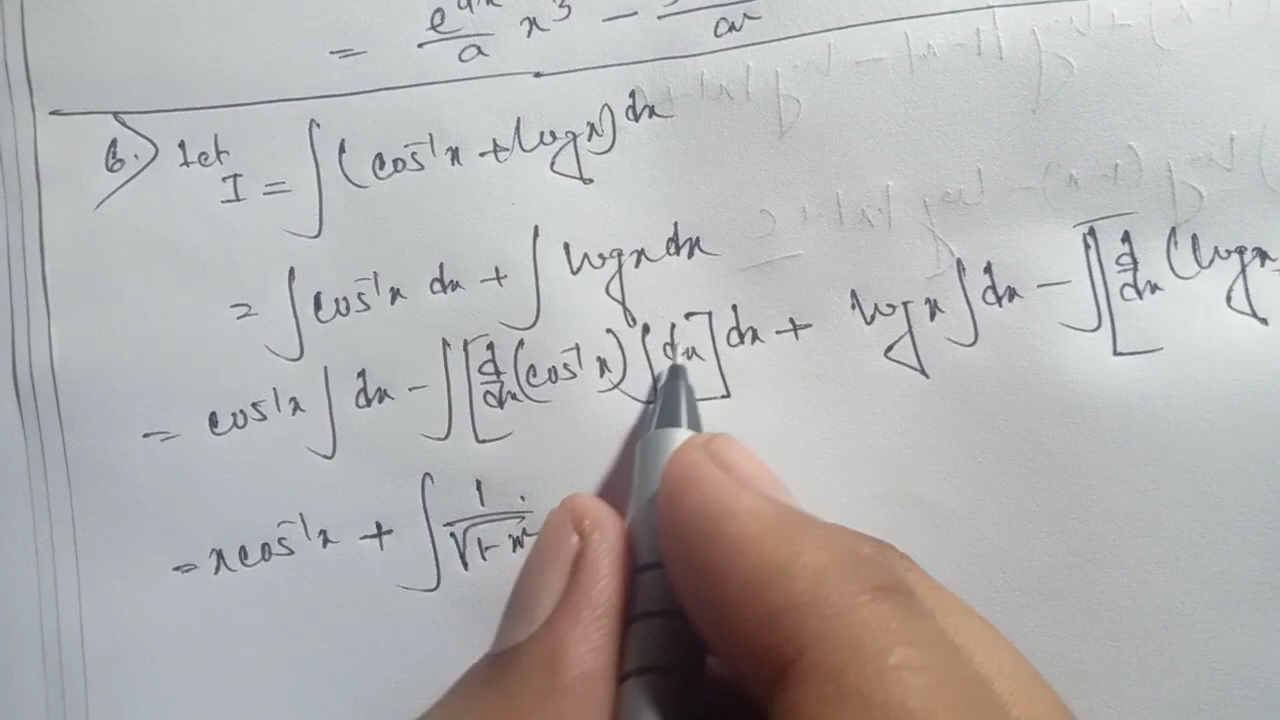 = e^{ax}/a x³ -
6.) Let
I = ∫(cos⁻¹x + logx)dx
= ∫cos⁻¹x dx + ∫ logx dx
= cos⁻¹x ∫ dx - ∫[d/dx (cos⁻¹x) ∫dx] dx + logx ∫ dx - ∫[d/dx (logx
= x cos⁻¹x + ∫ 1/√1-x²